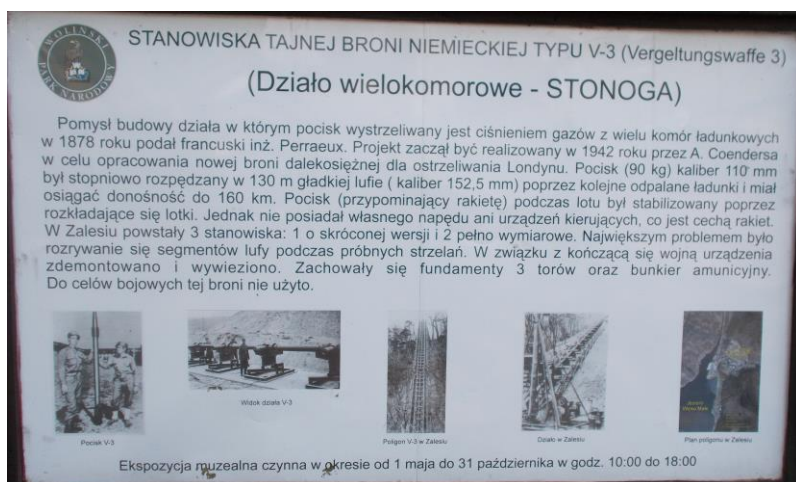 WOLIŃSKI
PARK NARODOWY
STANOWISKA TAJNEJ BRONI NIEMIECKIEJ TYPU V-3 (Vergeltungswaffe 3)
(Działo wielokomorowe - STONOGA)
Pomysł budowy działa w którym pocisk wystrzeliwany jest ciśnieniem gazów z wielu komór ładunkowych
w 1878 roku podał francuski inż. Perraeux. Projekt zaczął być realizowany w 1942 roku przez A. Coendersa
w celu opracowania nowej broni dalekosiężnej dla ostrzeliwania Londynu. Pocisk (90 kg) kaliber 110 mm
był stopniowo rozpędzany w 130 m gładkiej lufie ( kaliber 152,5 mm) poprzez kolejne odpalane ładunki i miał
osiągać donośność do 160 km. Pocisk (przypominający rakietę) podczas lotu był stabilizowany poprzez
rozkładające się lotki. Jednak nie posiadał własnego napędu ani urządzeń kierujących, co jest cechą rakiet.
W Zalesiu powstały 3 stanowiska: 1 o skróconej wersji i 2 pełno wymiarowe. Największym problemem było
rozrywanie się segmentów lufy podczas próbnych strzelań. W związku z kończącą się wojną urządzenia
zdemontowano i wywieziono. Zachowały się fundamenty 3 torów oraz bunkier amunicyjny.
Do celów bojowych tej broni nie użyto.
Pocisk V-3
Widok działa V-3
Poligon V-3 w Zalesiu
Działo w Zalesiu
Plan poligonu w Zalesiu
Ekspozycja muzealna czynna w okresie od 1 maja do 31 października w godz. 10:00 do 18:00